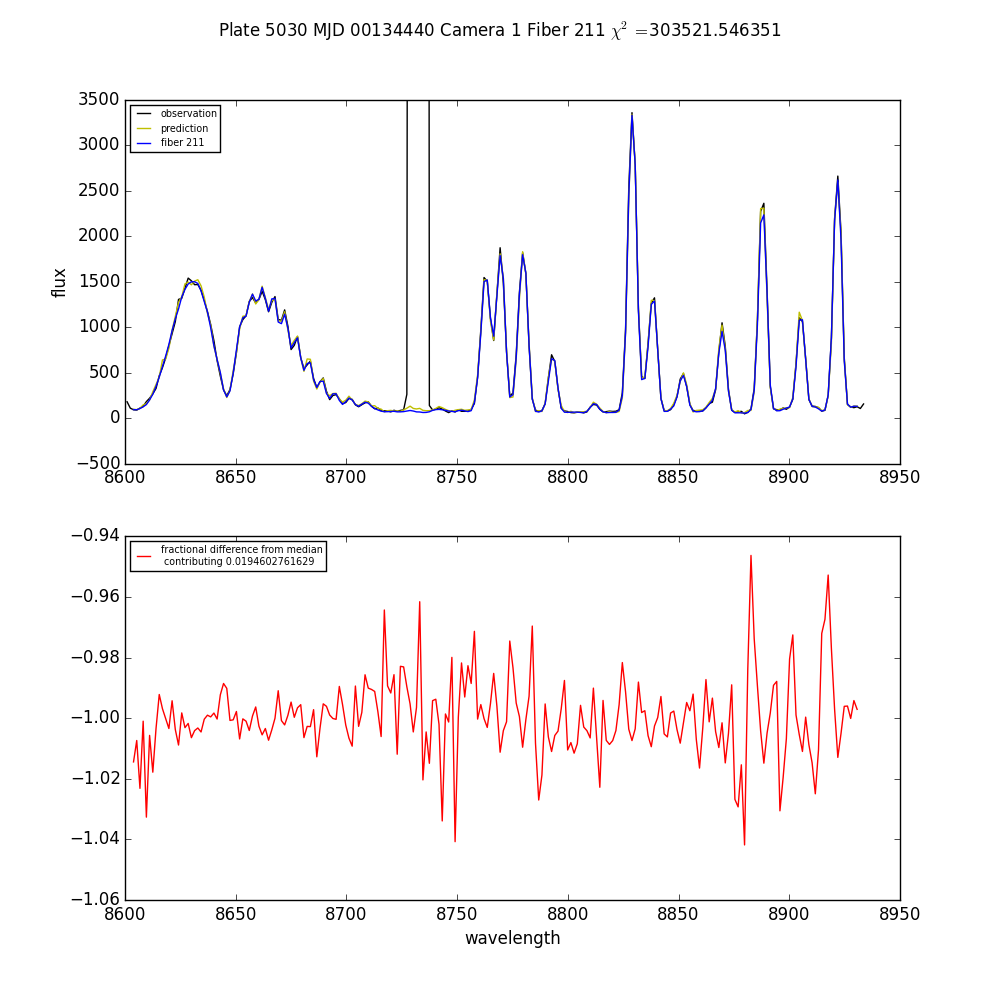 Plate 5030 MJD 00134440 Camera 1 Fiber 211 χ² =303521.546351
3500
3000
2500
2000
1500
1000
500
0
−500
flux
observation
prediction
fiber 211
8600 8650 8700 8750 8800 8850 8900 8950
−0.94
−0.96
−0.98
−1.00
−1.02
−1.04
−1.06
fractional difference from median
contributing 0.0194602761629
8600 8650 8700 8750 8800 8850 8900 8950
wavelength